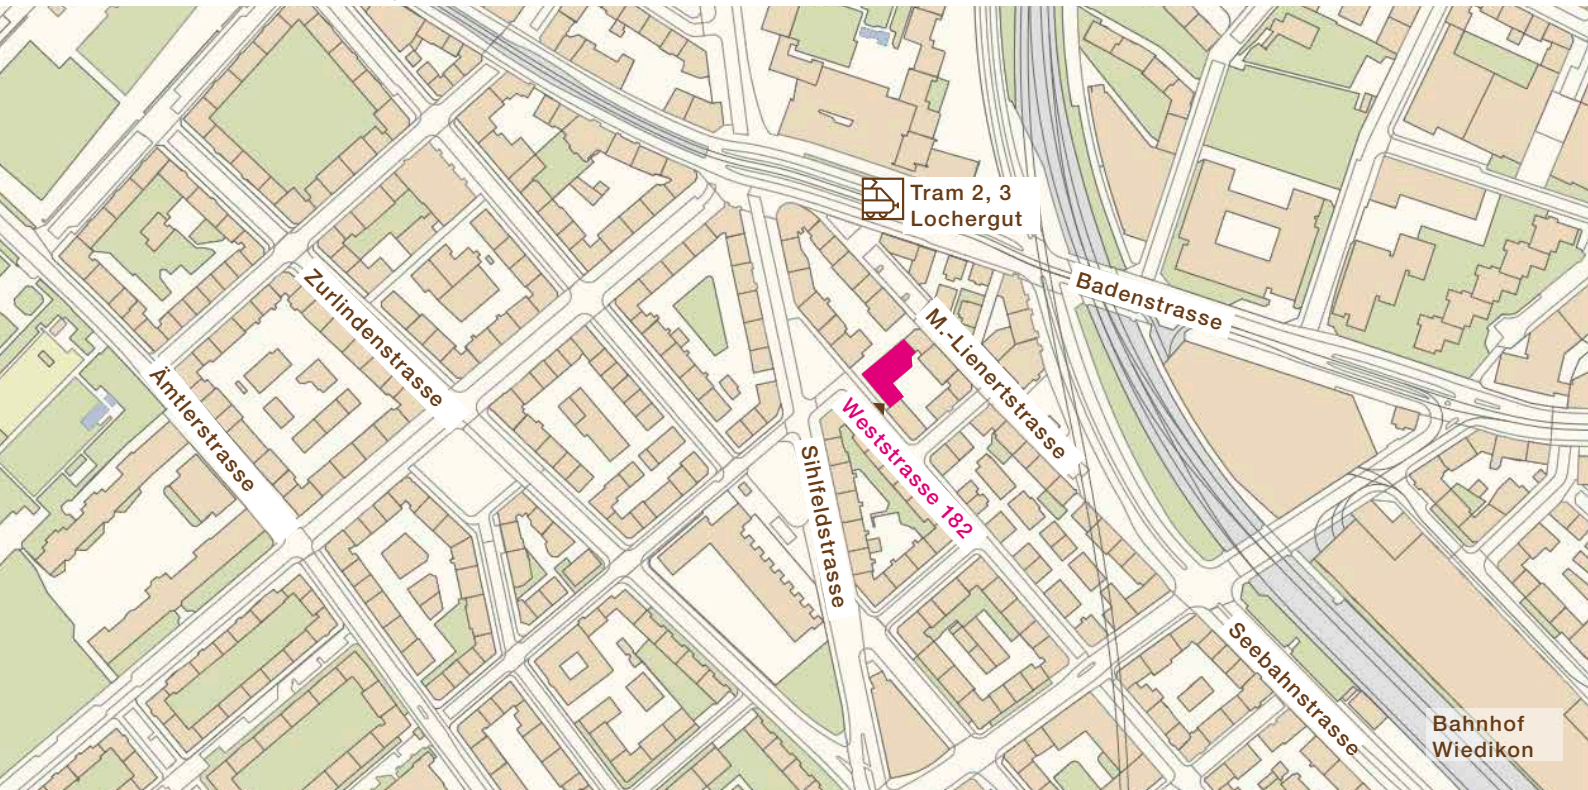 Tram 2, 3
Lochergut
Badenstrasse
Zurlindenstrasse
M.-Lienertstrasse
Ämtlerstrasse
Weststrasse 182
Sihlfeldstrasse
Seebahnstrasse
Bahnhof
Wiedikon